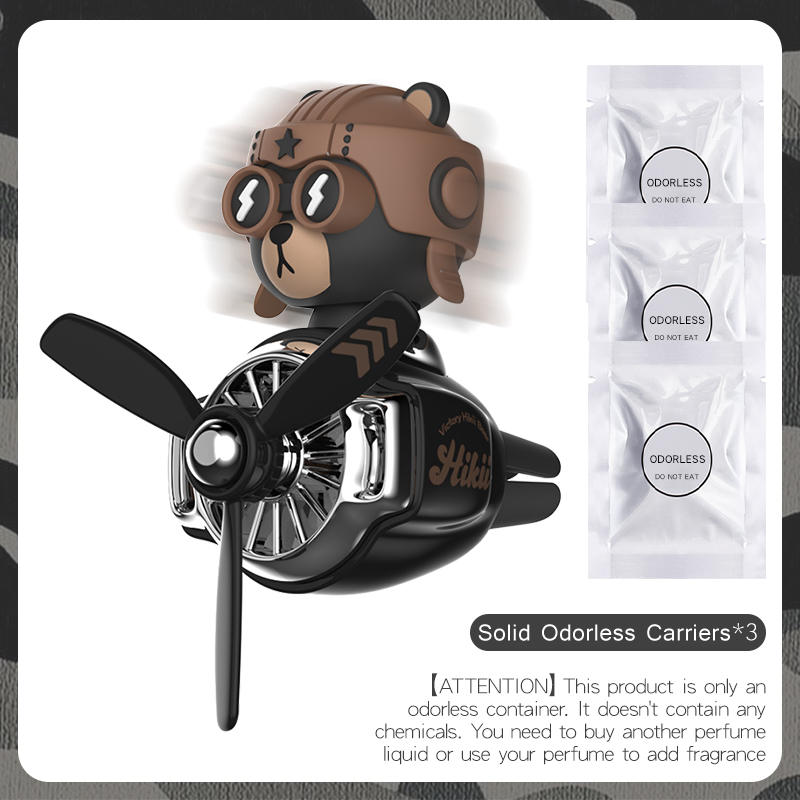 ODORLESS
DO NOT EAT
ODORLESS
DO NOT EAT
Victory Hikii
Hikii
ODORLESS
DO NOT EAT
Solid Odorless Carriers*3
【ATTENTION】This product is only an
odorless container. It doesn't contain any
chemicals. You need to buy another perfume
liquid or use your perfume to add fragrance